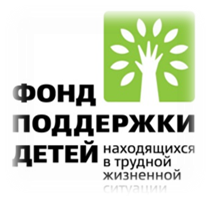 ФОНД
ПОДДЕРЖКИ
ДЕТЕЙ
находящихся
в трудной
жизненной
ситуации